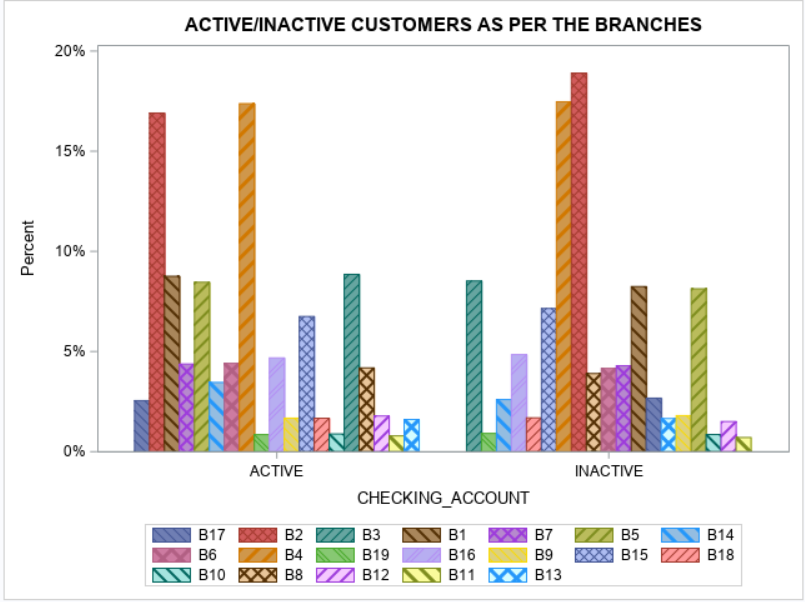 ACTIVE/INACTIVE CUSTOMERS AS PER THE BRANCHES
20%
15%
10%
5%
0%
Percent
ACTIVE INACTIVE
CHECKING_ACCOUNT
B17 B2 B3 B1 B7 B5 B14
B6 B4 B19 B16 B9 B15 B18
B10 B8 B12 B11 B13